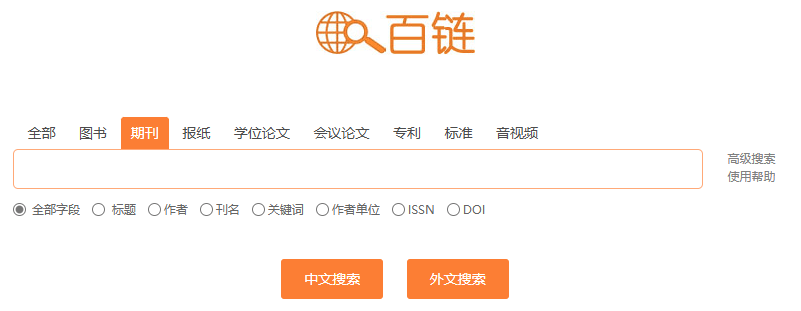 百链
全部 图书 期刊 报纸 学位论文 会议论文 专利 标准 音视频
高级搜索
使用帮助
全部字段 标题 作者 刊名 关键词 作者单位 ISSN DOI
中文搜索 外文搜索